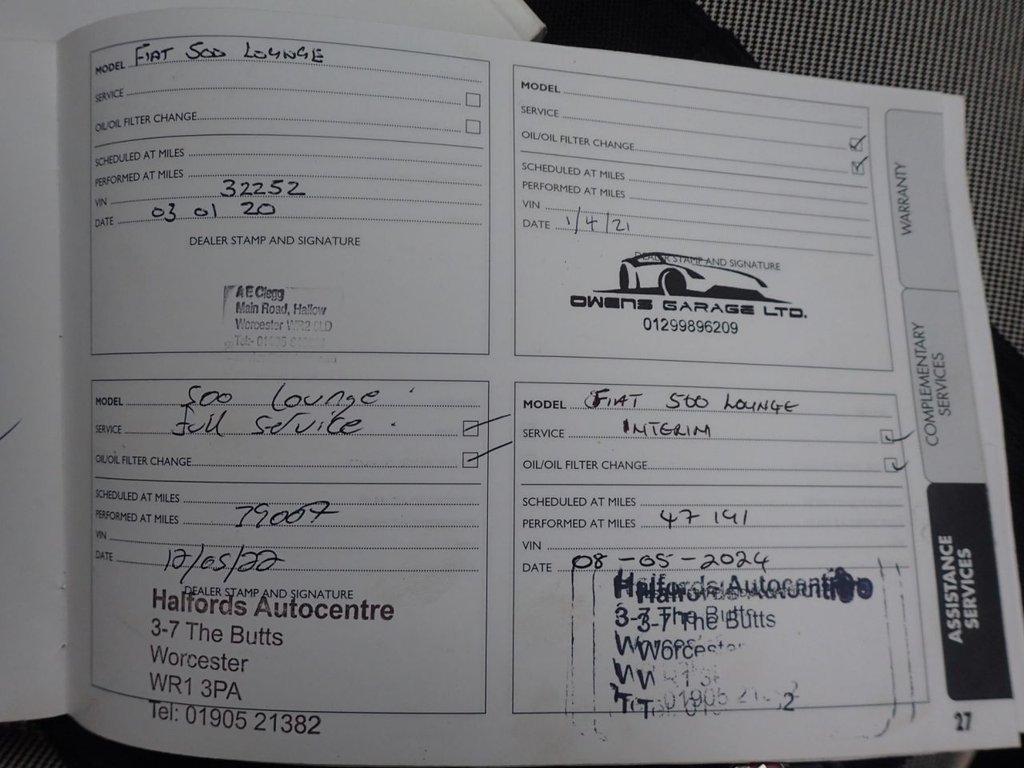 MODEL FIAT 500 LOUNGE
SERVICE
OIL/OIL FILTER CHANGE
SCHEDULED AT MILES
PERFORMED AT MILES
32252
VIN
DATE 03 01 20
DEALER STAMP AND SIGNATURE
A E Clegg
Main Road, Hallow
Worcester WR2
Tel:- 01905
MODEL
SERVICE
OIL/OIL FILTER CHANGE
SCHEDULED AT MILES
PERFORMED AT MILES
VIN
DATE 1/4/21
DEALER STAMP AND SIGNATURE
OWENS GARAGE LTD.
01299896209
MODEL 500 Lounge
SERVICE full service
OIL/OIL FILTER CHANGE
SCHEDULED AT MILES
PERFORMED AT MILES 39007
VIN
DATE 12/05/22
DEALER STAMP AND SIGNATURE
Halfords Autocentre
3-7 The Butts
Worcester
WR1 3PA
Tel: 01905 21382
MODEL FIAT 500 LOUNGE
SERVICE INTERIM
OIL/OIL FILTER CHANGE
SCHEDULED AT MILES
PERFORMED AT MILES 47 141
VIN
DATE 08-05-2024
Halfords Autocentre
3-7 The Butts
Worcester
WARRANTY
COMPLEMENTARY
SERVICES
ASSISTANCE
SERVICES
27